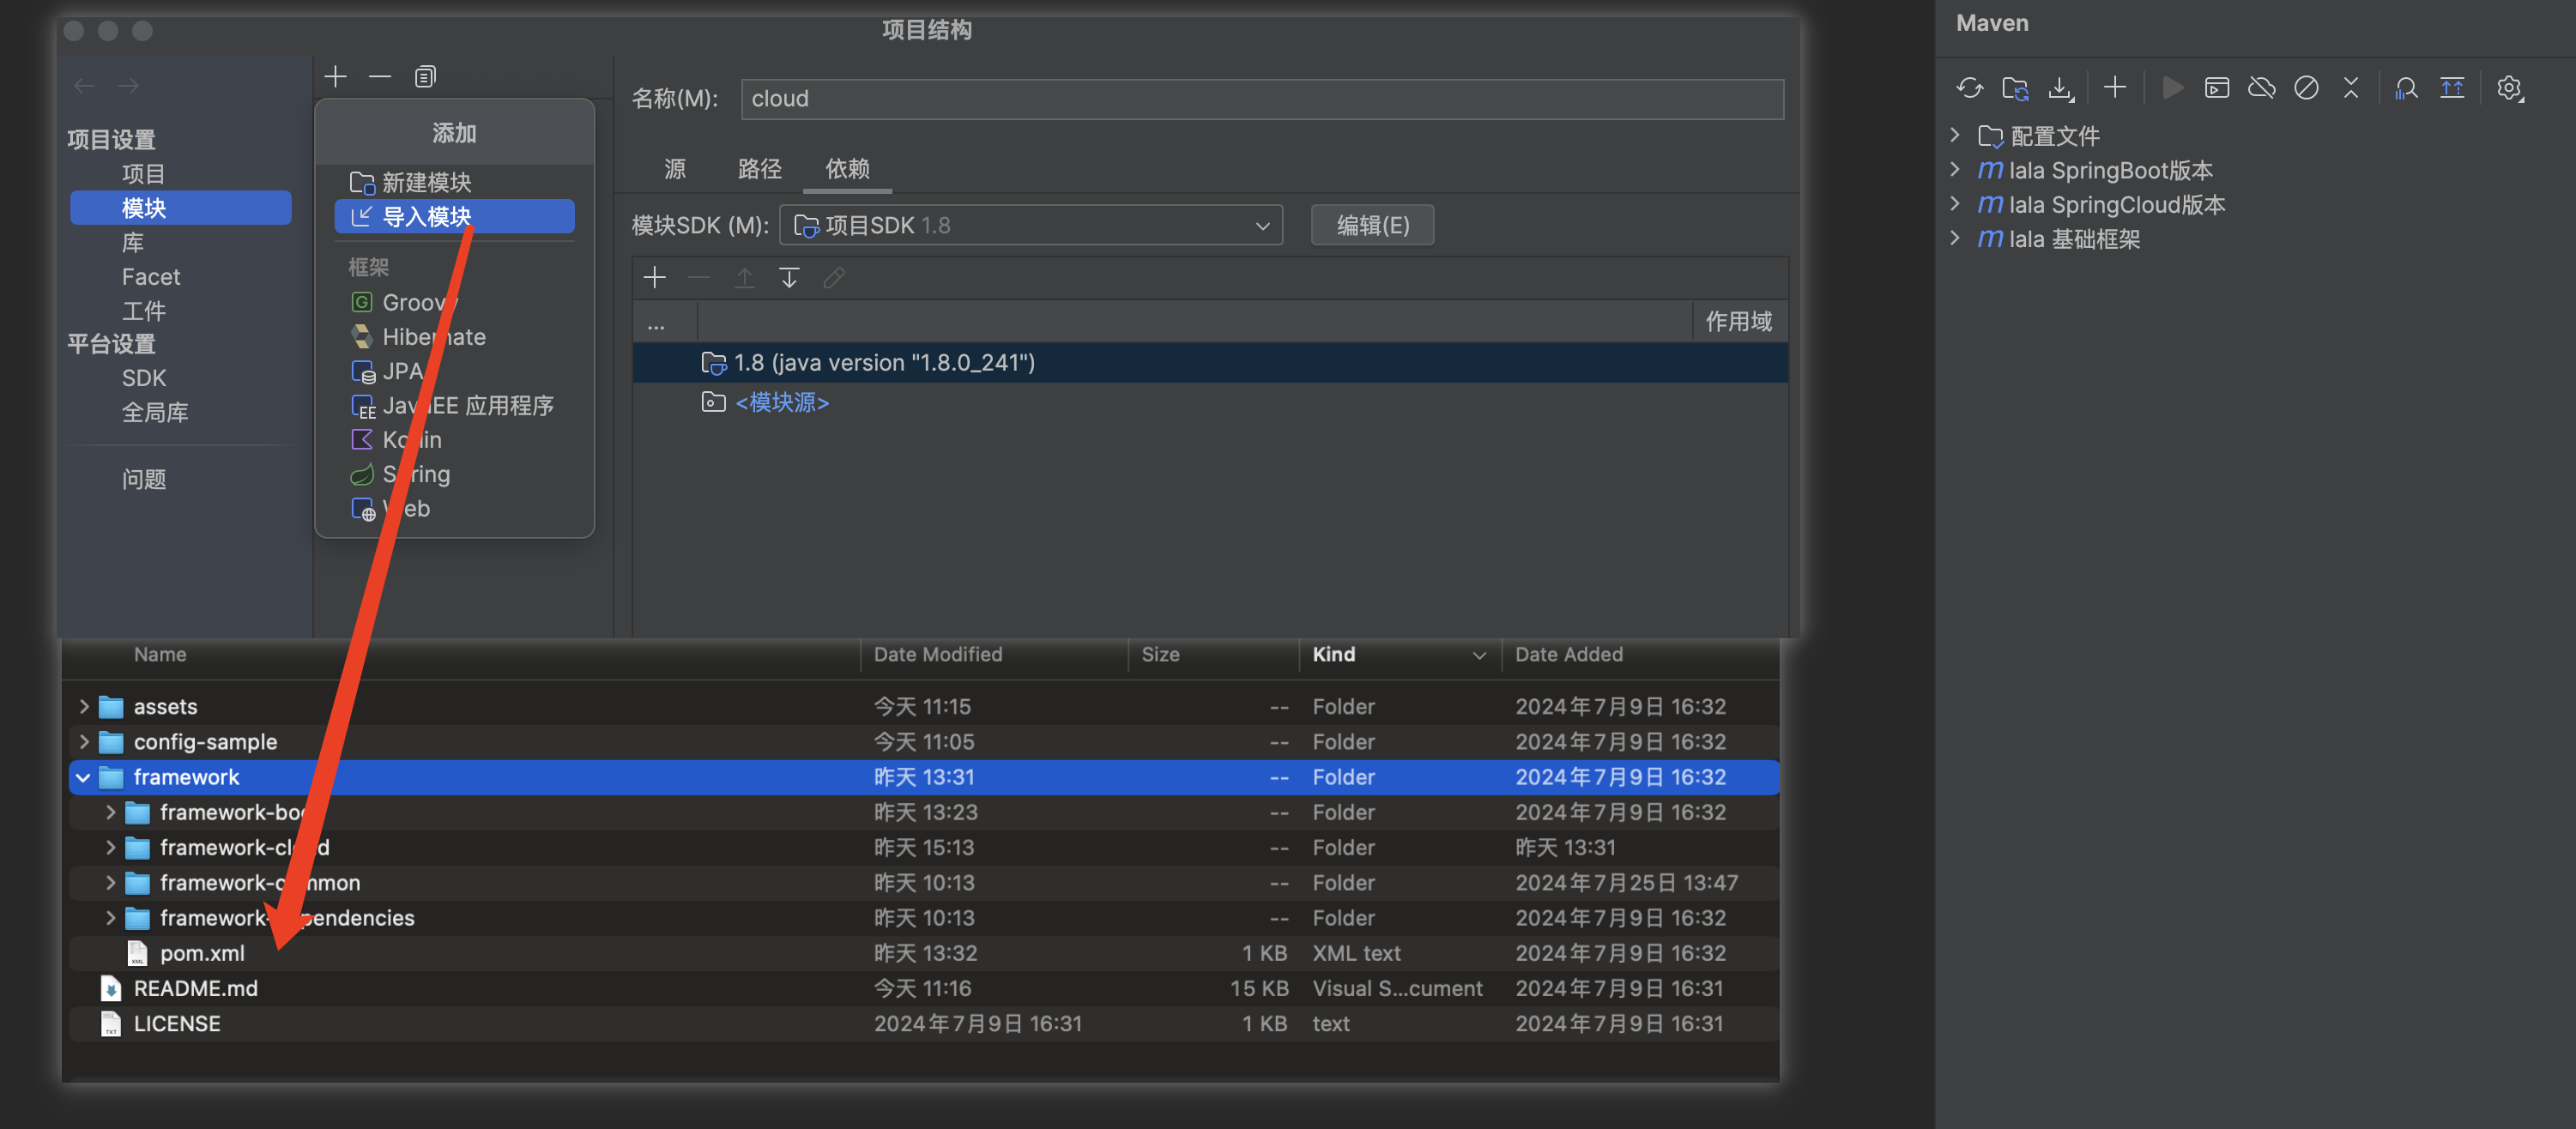 项目结构
项目设置
项目
模块
库
Facet
工件
平台设置
SDK
全局库
问题
添加
新建模块
导入模块
框架
Groovy
Hibernate
JPA
JavaEE 应用程序
Kotlin
Spring
Web
名称(M): cloud
源 路径 依赖
模块SDK (M): 项目SDK 1.8 编辑(E)
... 作用域
1.8 (java version "1.8.0_241")
<模块源>
Name Date Modified Size Kind Date Added
assets 今天 11:15 -- Folder 2024年7月9日 16:32
config-sample 今天 11:05 -- Folder 2024年7月9日 16:32
framework 昨天 13:31 -- Folder 2024年7月9日 16:32
framework-boot 昨天 13:23 -- Folder 2024年7月9日 16:32
framework-cloud 昨天 15:13 -- Folder 昨天 13:31
framework-common 昨天 10:13 -- Folder 2024年7月25日 13:47
framework-dependencies 昨天 10:13 -- Folder 2024年7月9日 16:32
pom.xml 昨天 13:32 1 KB XML text 2024年7月9日 16:32
README.md 今天 11:16 15 KB Visual S...cument 2024年7月9日 16:31
LICENSE 2024年7月9日 16:31 1 KB text 2024年7月9日 16:31
Maven
配置文件
lala SpringBoot版本
lala SpringCloud版本
lala 基础框架